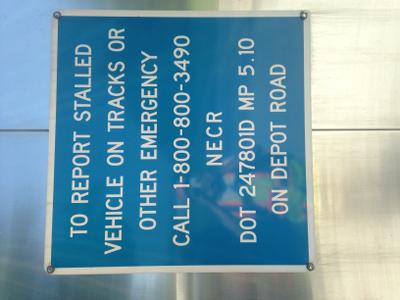 TO REPORT STALLED
VEHICLE ON TRACKS OR
OTHER EMERGENCY
CALL 1-800-800-3490
NECR
DOT 247801D MP 5.10
ON DEPOT ROAD